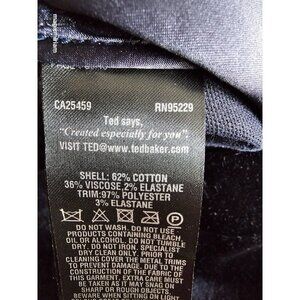 CA25459 RN95229
Ted says,
"Created especially for you".
VISIT TED@www.tedbaker.com
SHELL: 62% COTTON
36% VISCOSE,2% ELASTANE
TRIM:97% POLYESTER
3% ELASTANE
P
DO NOT WASH. DO NOT USE
PRODUCTS CONTAINING BLEACH
OIL, OR ALCOHOL. DO NOT TUMBLE
DRY. DO NOT IRON. SPECIALIST
DRY CLEAN ONLY. PRIOR TO
CLEANING COVER THE METAL TRIMS
TO PREVENT DAMAGE. DUE TO THE
CONSTRUCTION OF THE FABRIC OF
THIS GARMENT, EXTRA CARE MUST
BE TAKEN AS IT MAY SNAG ON
SHARP OR ROUGH OBJECTS
BEWARE WHEN SITTING ON LIGHT